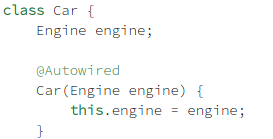 class Car {
    Engine engine;

    @Autowired
    Car(Engine engine) {
        this.engine = engine;
    }